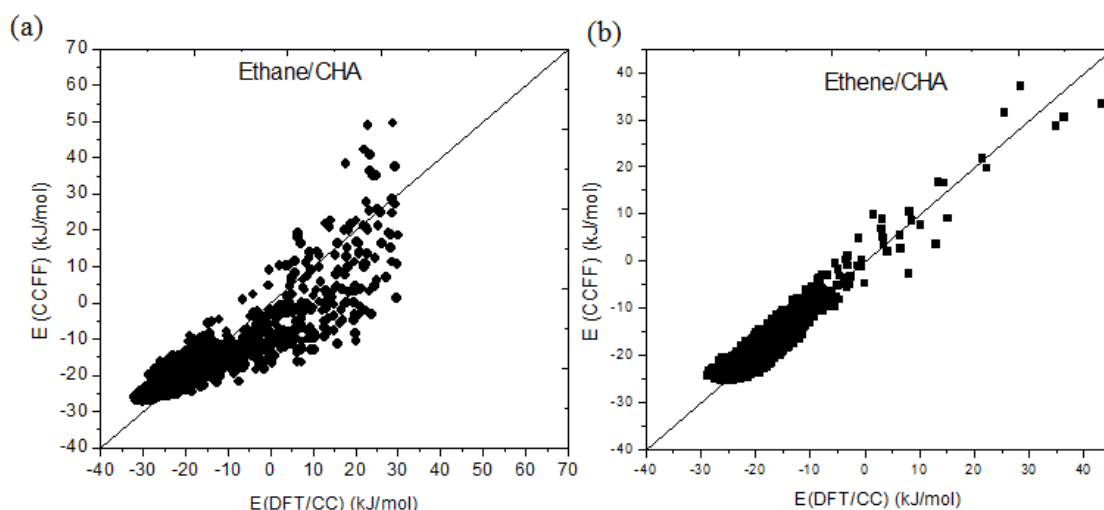 (a)
Ethane/CHA
70
60
50
40
30
20
10
0
-10
-20
-30
-40
E (CCFF) (kJ/mol)
-40 -30 -20 -10 0 10 20 30 40 50 60 70
E(DFT/CC) (kJ/mol)
(b)
Ethene/CHA
40
30
20
10
0
-10
-20
-30
-40
E (CCFF) (kJ/mol)
-40 -30 -20 -10 0 10 20 30 40
E(DFT/CC) (kJ/mol)